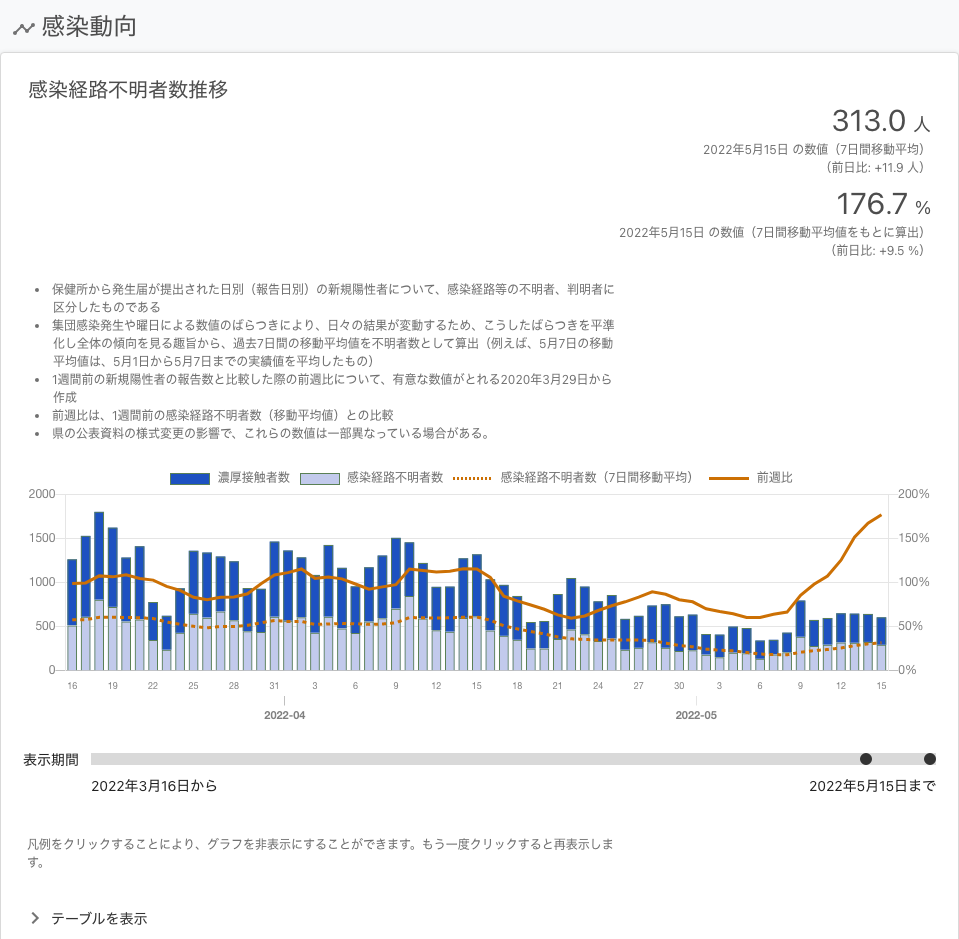 感染動向
感染経路不明者数推移
313.0 人
2022年5月15日 の数値（7日間移動平均）
（前日比: +11.9 人）
176.7 %
2022年5月15日 の数値（7日間移動平均値をもとに算出）
（前日比: +9.5 %）
• 保健所から発生届が提出された日別（報告日別）の新規陽性者について、感染経路等の不明者、判明者に
区分したものである
• 集団感染発生や曜日による数値のばらつきにより、日々の結果が変動するため、こうしたばらつきを平準
化し全体の傾向を見る趣旨から、過去7日間の移動平均値を不明者数として算出（例えば、5月7日の移動
平均値は、5月1日から5月7日までの実績値を平均したもの）
• 1週間前の新規陽性者の報告数と比較した際の前週比について、有意な数値がとれる2020年3月29日から
作成
• 前週比は、1週間前の感染経路不明者数（移動平均値）との比較
• 県の公表資料の様式変更の影響で、これらの数値は一部異なっている場合がある。
濃厚接触者数 感染経路不明者数 感染経路不明者数（7日間移動平均） 前週比
2000 200%
1500 150%
1000 100%
500 50%
0 0%
16 19 22 25 28 31 3 6 9 12 15 18 21 24 27 30 3 6 9 12 15
2022-04 2022-05
表示期間
2022年3月16日から 2022年5月15日まで
凡例をクリックすることにより、グラフを非表示にすることができます。もう一度クリックすると再表示しま
す。
テーブルを表示